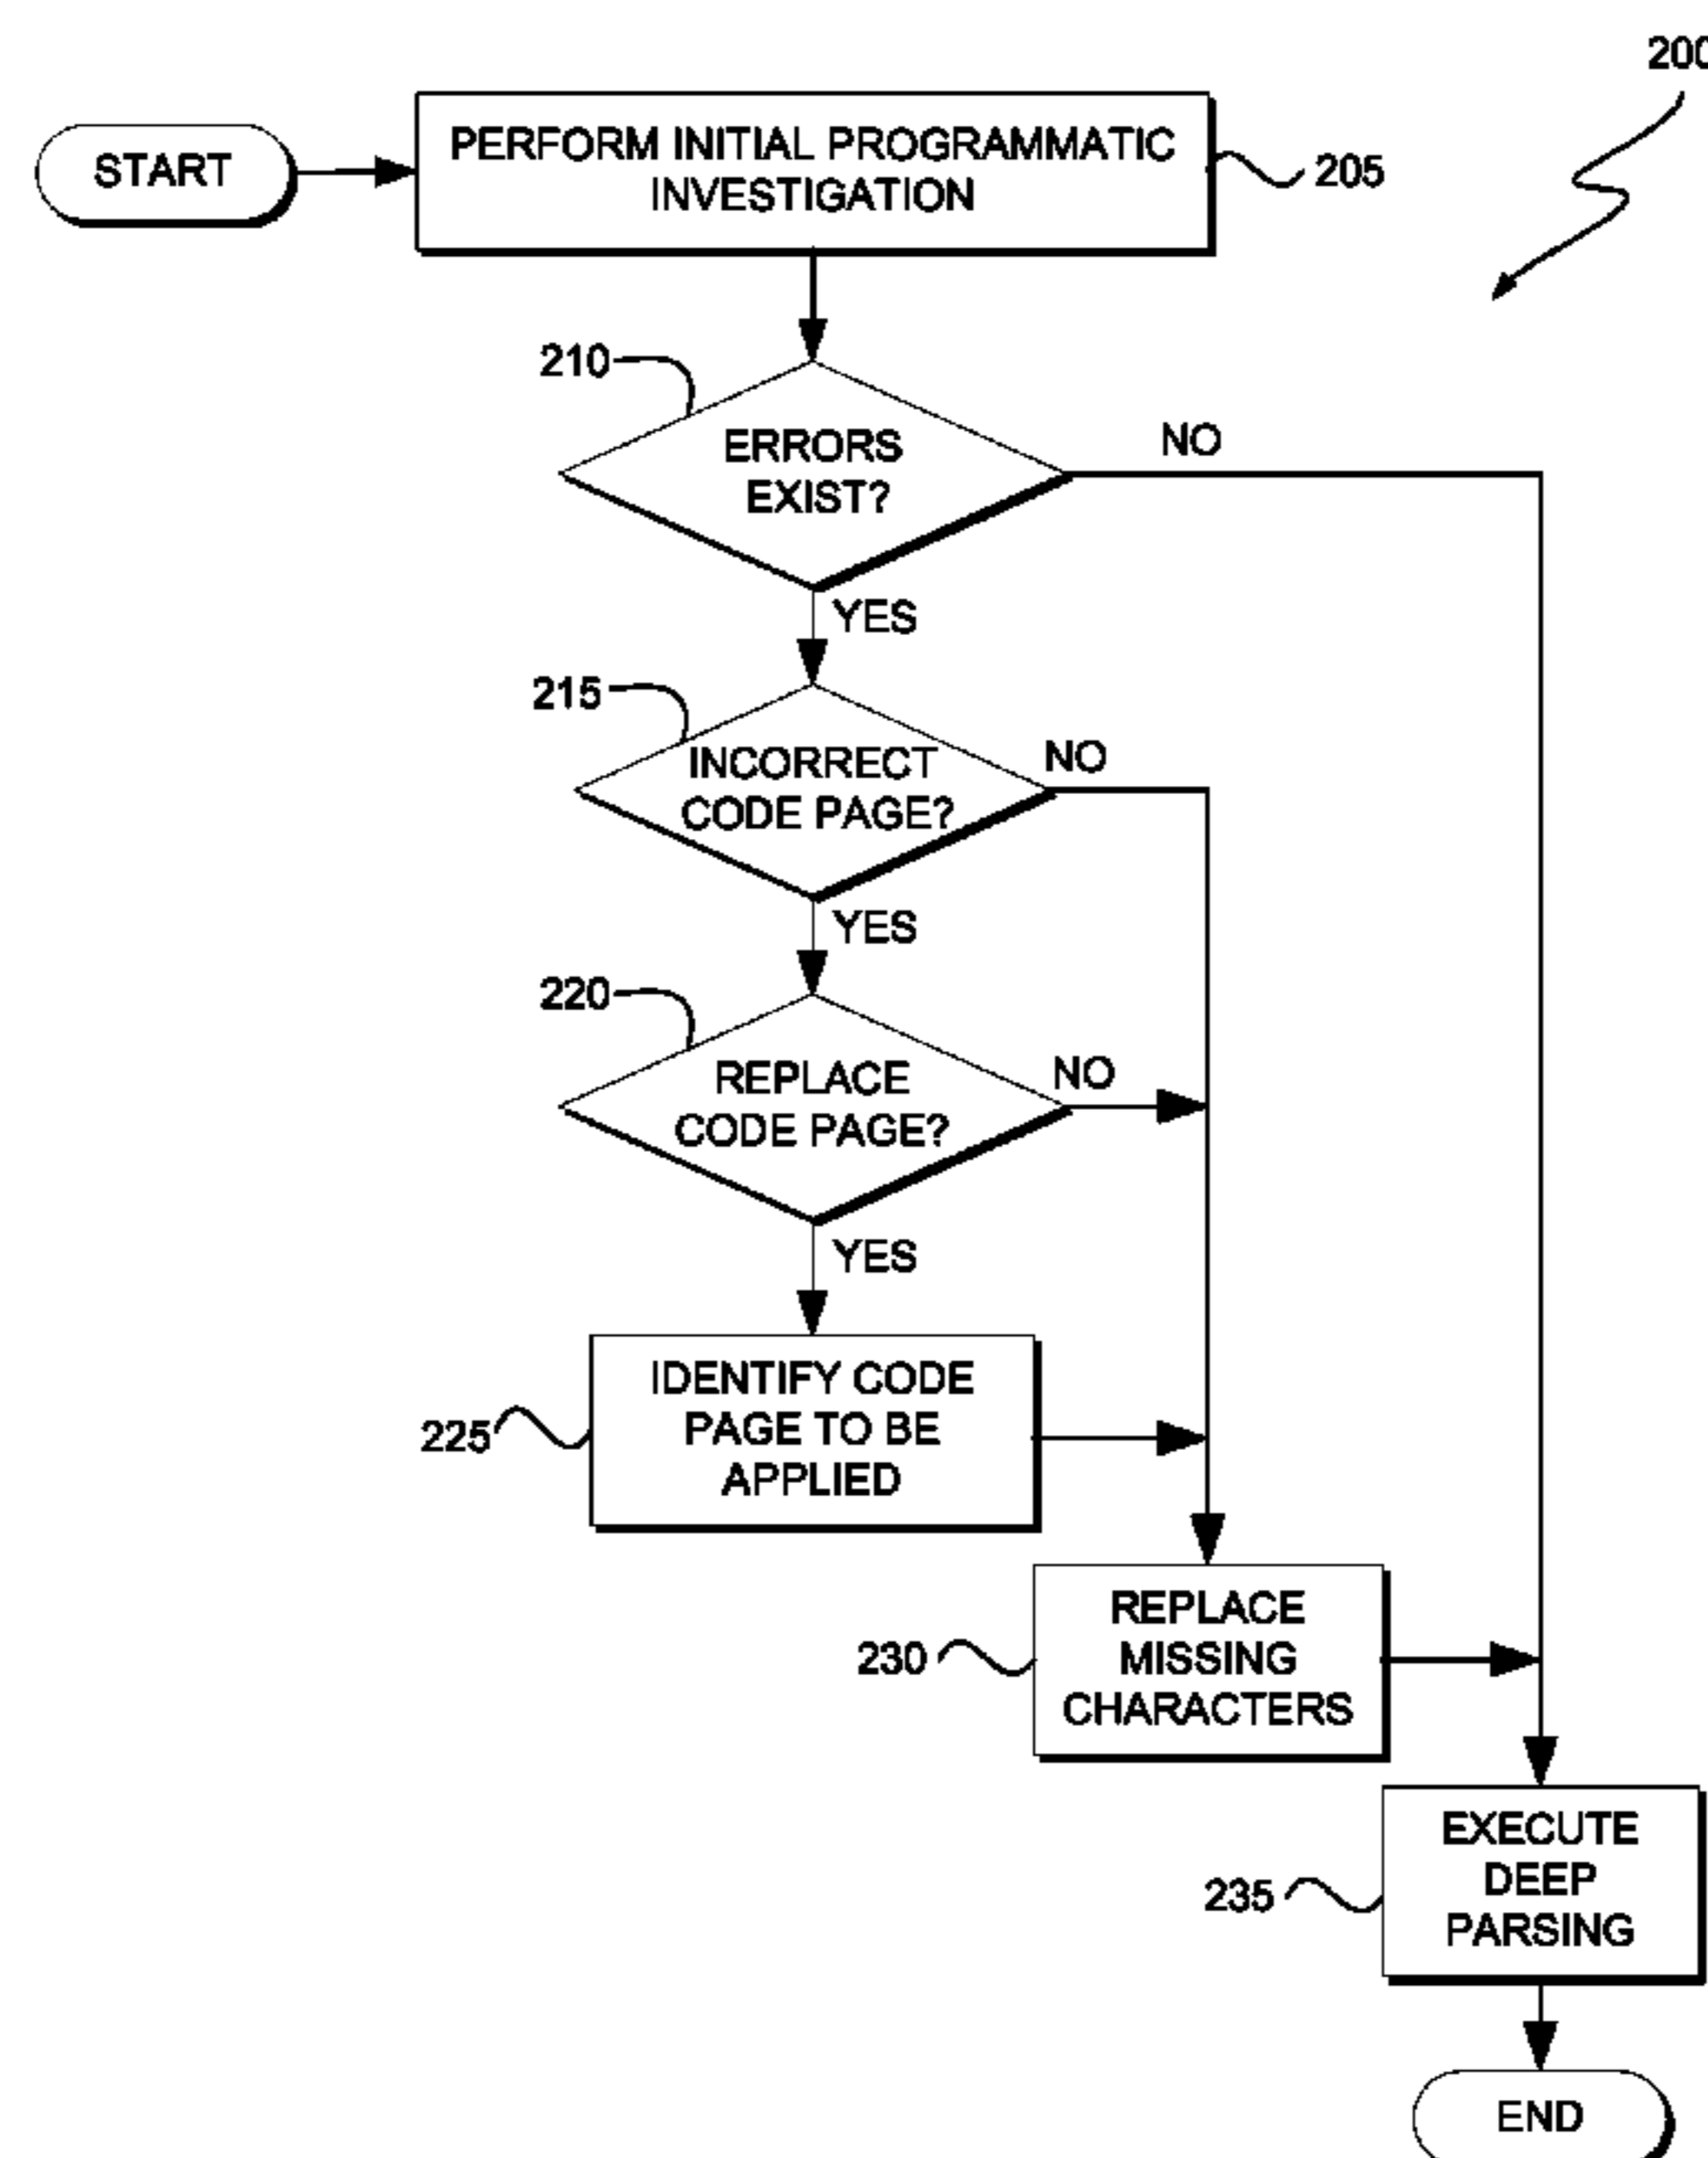 200
START
PERFORM INITIAL PROGRAMMATIC
INVESTIGATION
205
210
ERRORS
EXIST?
NO
YES
215
INCORRECT
CODE PAGE?
NO
YES
220
REPLACE
CODE PAGE?
NO
YES
225
IDENTIFY CODE
PAGE TO BE
APPLIED
230
REPLACE
MISSING
CHARACTERS
235
EXECUTE
DEEP
PARSING
END